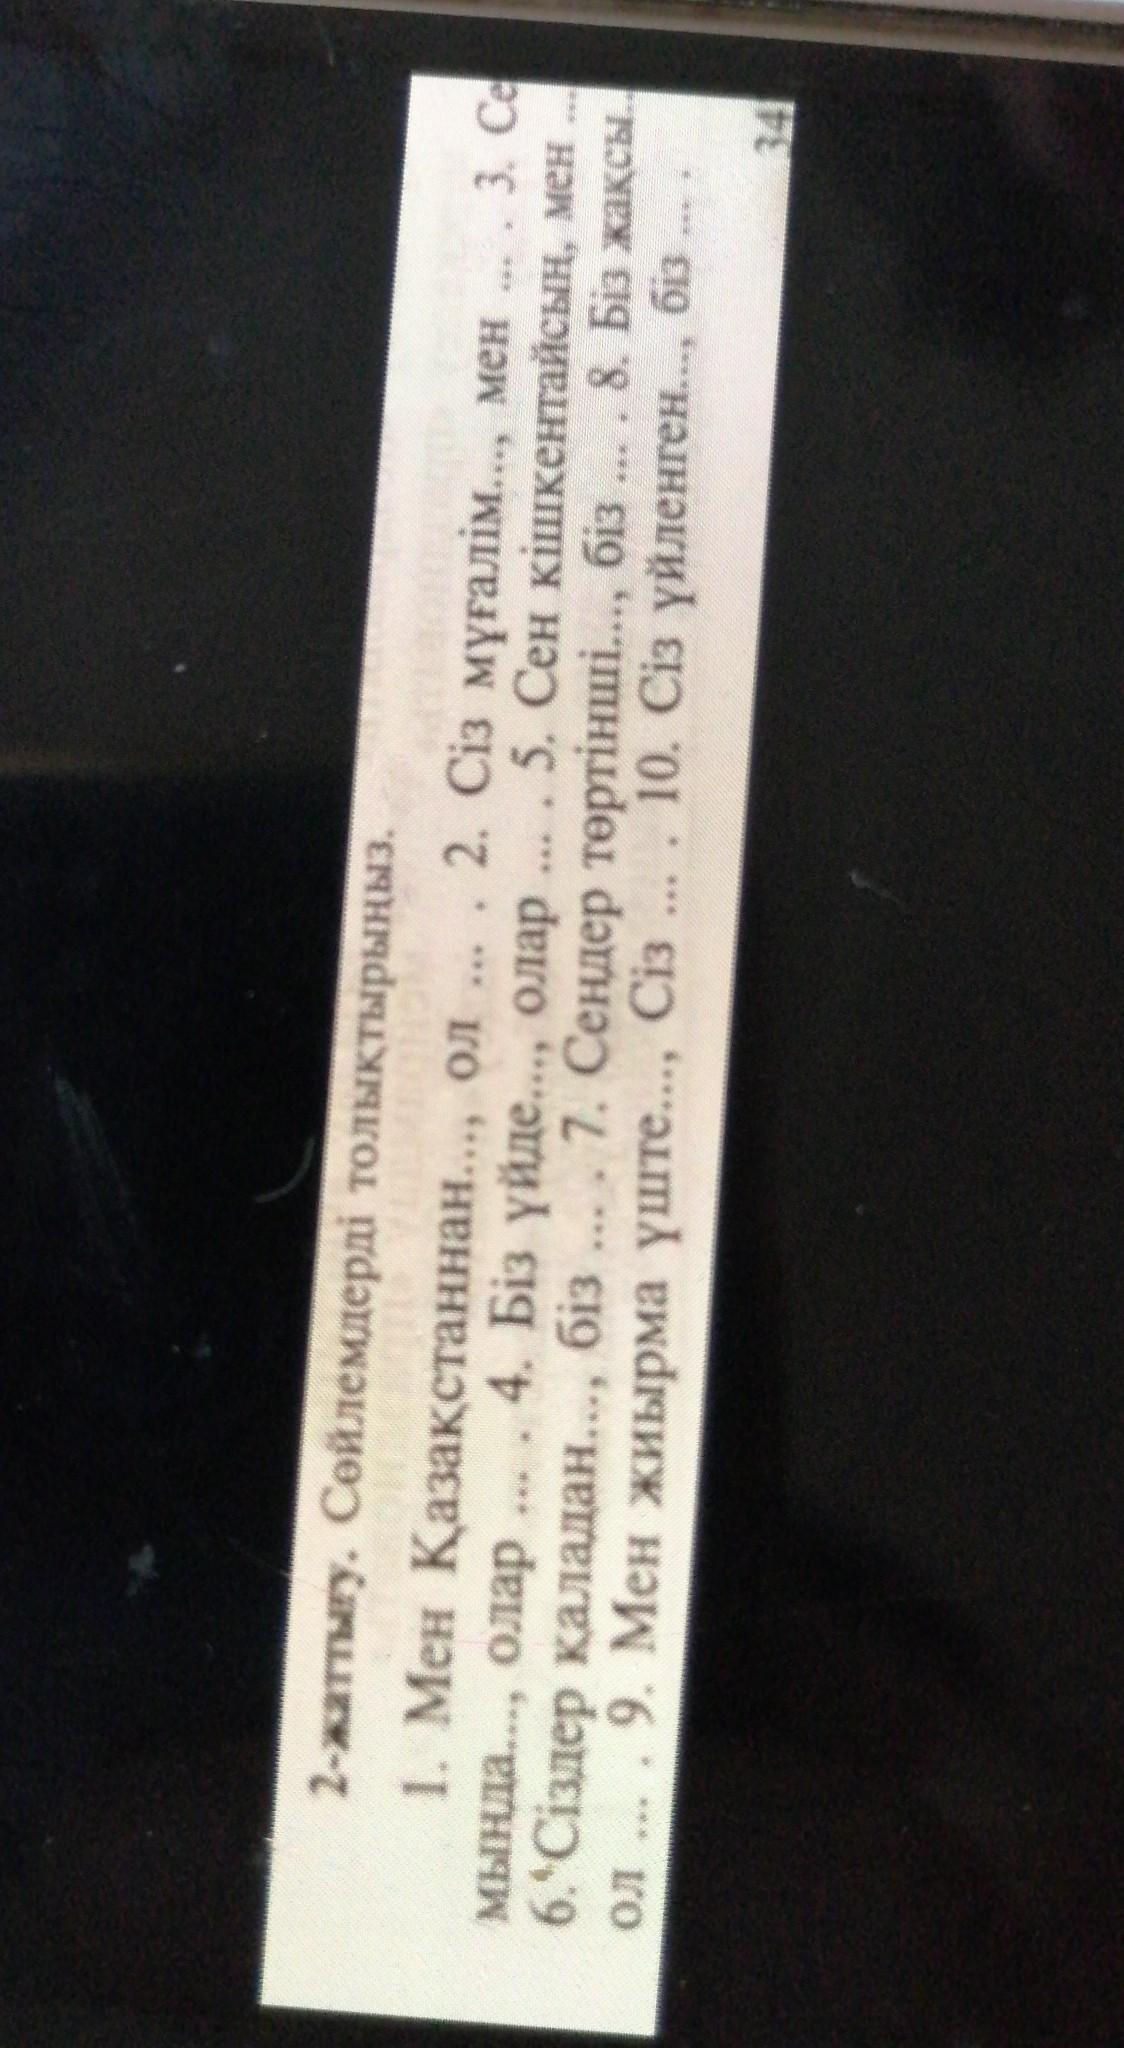 2-жаттығу. Сөйлемдерді толықтырыңыз.
1. Мен Қазақстаннан...., ол ... . 2. Сіз мұғалім...., мен ... . 3. Се
мында...., олар ... . 4. Біз үйде...., олар ... . 5. Сен кішкентайсың, мен ...
6. Сіздер қаладан...., біз ... . 7. Сендер төртінші...., біз ... . 8. Біз жақсы...
ол ... . 9. Мен жиырма үште...., Сіз ... . 10. Сіз үйленген...., біз ... .
34